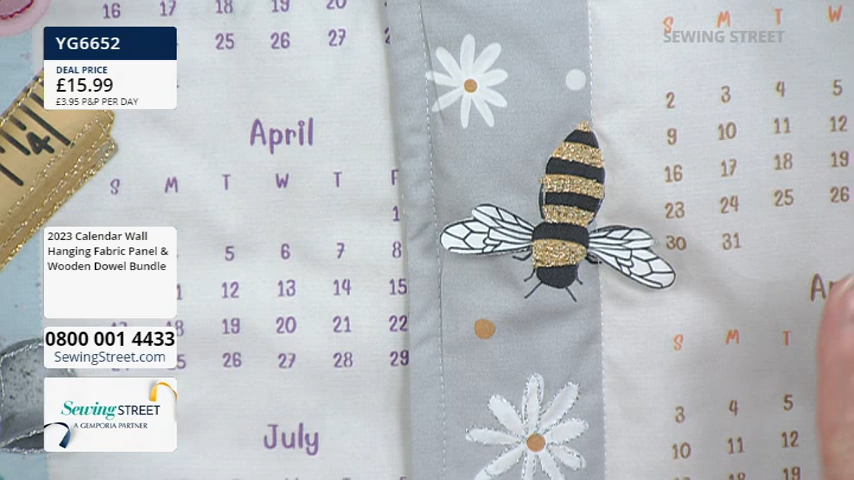 YG6652
DEAL PRICE
£15.99
£3.95 P&P PER DAY
2023 Calendar Wall
Hanging Fabric Panel &
Wooden Dowel Bundle
0800 001 4433
SewingStreet.com
Sewing STREET
A GEMPORIA PARTNER
4
16 17 18 19 20
25 26 27
April
S M T W T F
1
5 6 7 8
12 13 14 15
18 19 20 21 22
26 27 28 29
July
SEWING STREET
S M T W
2 3 4 5
9 10 11 12
16 17 18 19
23 24 25 26
30 31
S M T
3 4 5
10 11 12